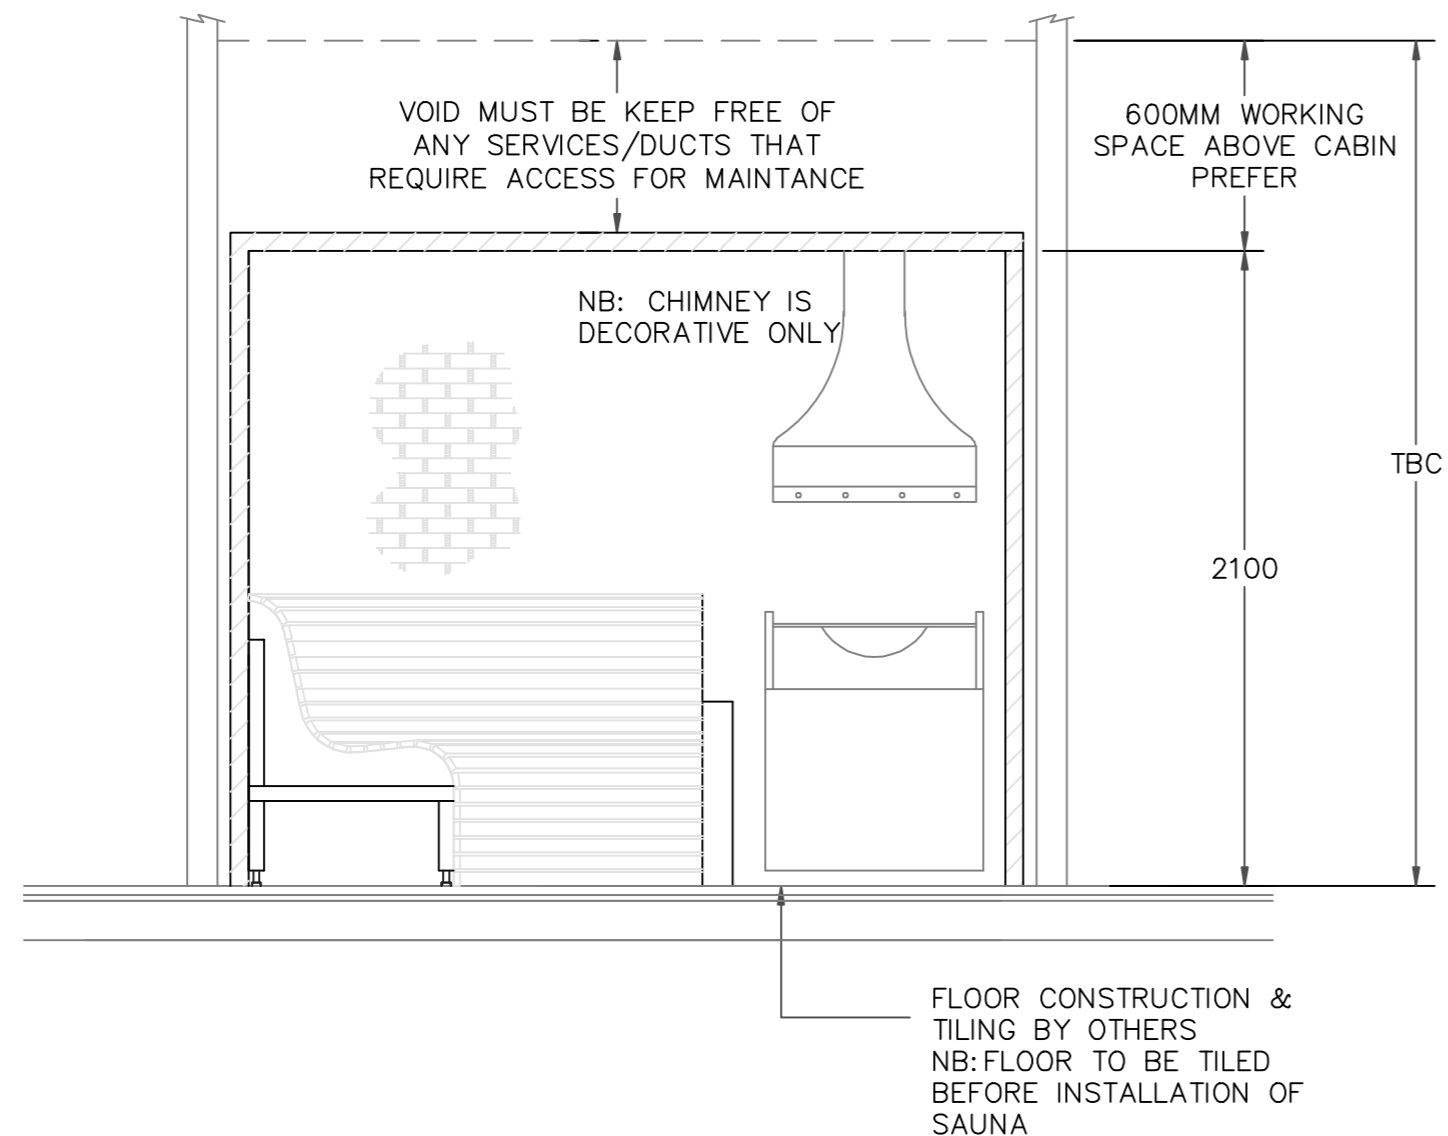 VOID MUST BE KEEP FREE OF
ANY SERVICES/DUCTS THAT
REQUIRE ACCESS FOR MAINTANCE
600MM WORKING
SPACE ABOVE CABIN
PREFER
NB: CHIMNEY IS
DECORATIVE ONLY
TBC
2100
FLOOR CONSTRUCTION &
TILING BY OTHERS
NB: FLOOR TO BE TILED
BEFORE INSTALLATION OF
SAUNA